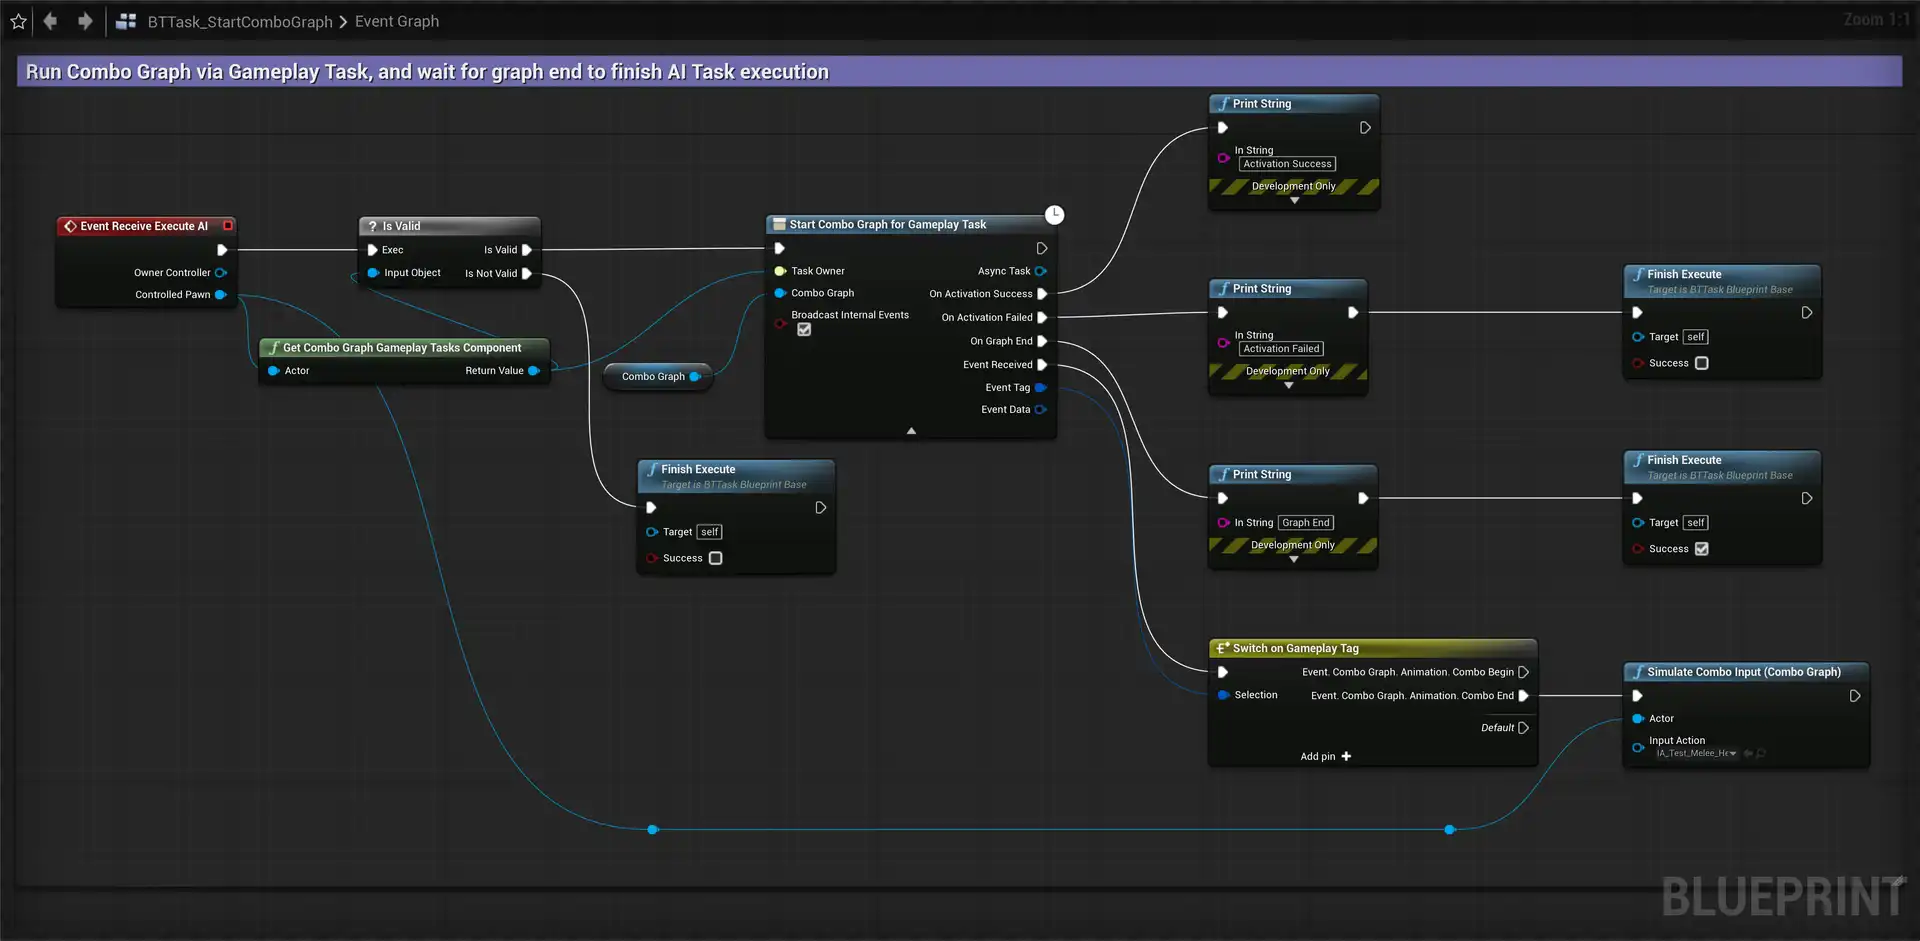 BTTask_StartComboGraph > Event Graph
Zoom 1:1
Run Combo Graph via Gameplay Task, and wait for graph end to finish AI Task execution
Print String
In String
Activation Success
Development Only
Event Receive Execute AI
Owner Controller
Controlled Pawn
? Is Valid
Exec
Is Valid
Input Object
Is Not Valid
Get Combo Graph Gameplay Tasks Component
Actor
Return Value
Combo Graph
Start Combo Graph for Gameplay Task
Task Owner
Async Task
Combo Graph
On Activation Success
Broadcast Internal Events
On Activation Failed
On Graph End
Event Received
Event Tag
Event Data
Print String
In String
Activation Failed
Development Only
Finish Execute
Target is BTTask Blueprint Base
Target self
Success
Finish Execute
Target is BTTask Blueprint Base
Target self
Success
Print String
In String Graph End
Development Only
Finish Execute
Target is BTTask Blueprint Base
Target self
Success
Switch on Gameplay Tag
Event. Combo Graph. Animation. Combo Begin
Selection
Event. Combo Graph. Animation. Combo End
Default
Add pin +
Simulate Combo Input (Combo Graph)
Actor
Input Action
IA_Test_Melee_He
BLUEPRINT